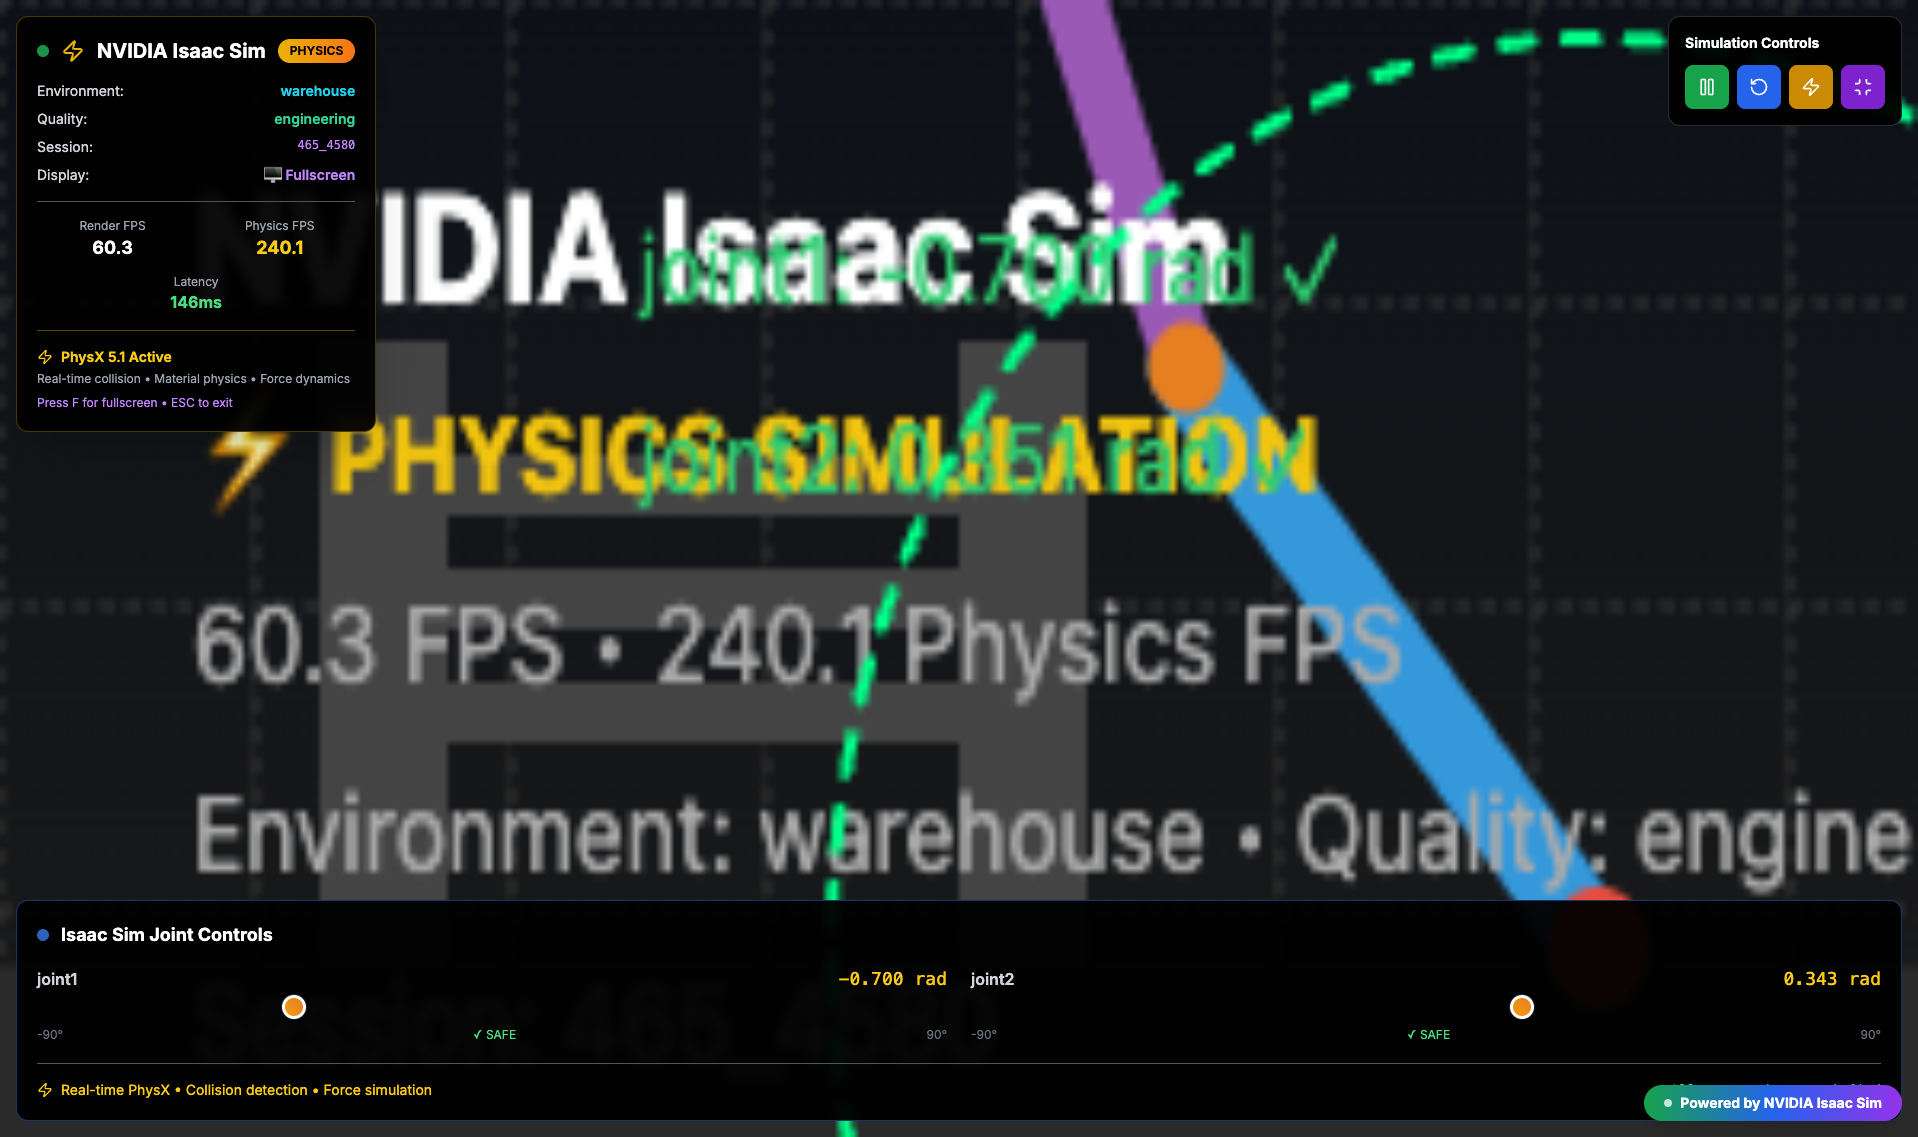 NVIDIA Isaac Sim PHYSICS
Environment: warehouse
Quality: engineering
Session: 465_4580
Display: Fullscreen
Render FPS Physics FPS
60.3 240.1
Latency
146ms
PhysX 5.1 Active
Real-time collision • Material physics • Force dynamics
Press F for fullscreen • ESC to exit
Simulation Controls
NVIDIA Isaac Sim
joint1: -0.700 rad ✓
⚡ PHYSICS SIMULATION
joint2: 0.351 rad ✓
60.3 FPS • 240.1 Physics FPS
Environment: warehouse • Quality: engine
Isaac Sim Joint Controls
joint1 -0.700 rad joint2 0.343 rad
-90° ✓ SAFE 90° -90° ✓ SAFE 90°
Session: 465_4580
Real-time PhysX • Collision detection • Force simulation
Powered by NVIDIA Isaac Sim